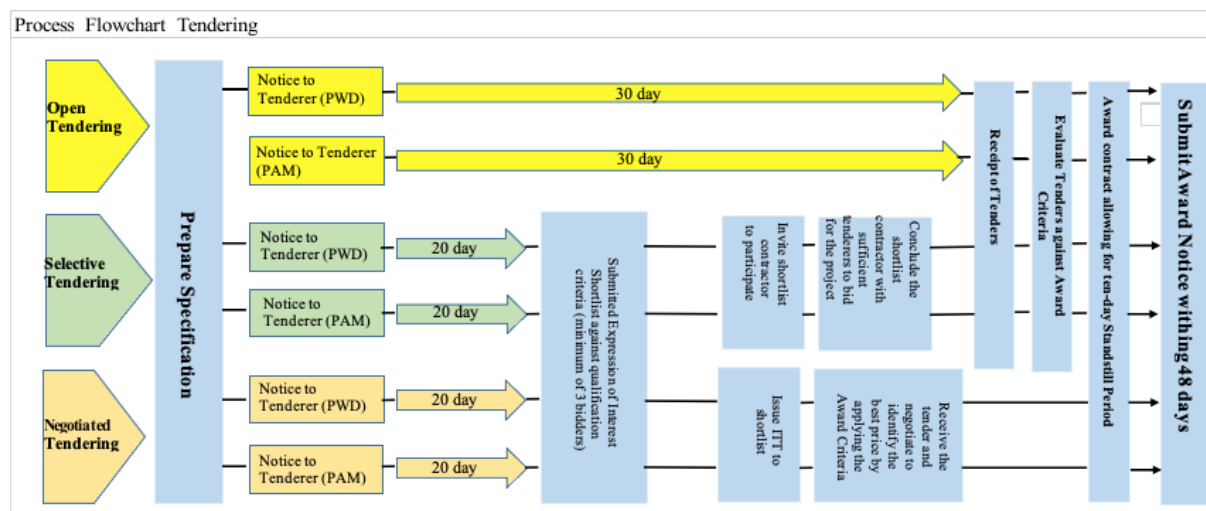 Process Flowchart Tendering
Open
Tendering
Selective
Tendering
Negotiated
Tendering
Prepare Specification
Notice to
Tenderer (PWD)
30 day
Notice to Tenderer
(PAM)
30 day
Notice to
Tenderer (PWD)
20 day
Notice to
Tenderer (PAM)
20 day
Notice to
Tenderer (PWD)
20 day
Notice to
Tenderer (PAM)
20 day
Submitted Expression of Interest
Shortlist against qualification
criteria (minimum of 3 bidders)
Invite shortlist
contractor
to participate
Conclude the
shortlist
contractor with
sufficient
tenderers to bid
for the project
Issue ITT to
shortlist
Receive the
tender and
negotiate to
identify the
best price by
applying the
Award Criteria
Receipt of Tenders
Evaluate Tenders against Award
Criteria
Award contract allowing for ten-day Standstill Period
Submit Award Notice withing 48 days